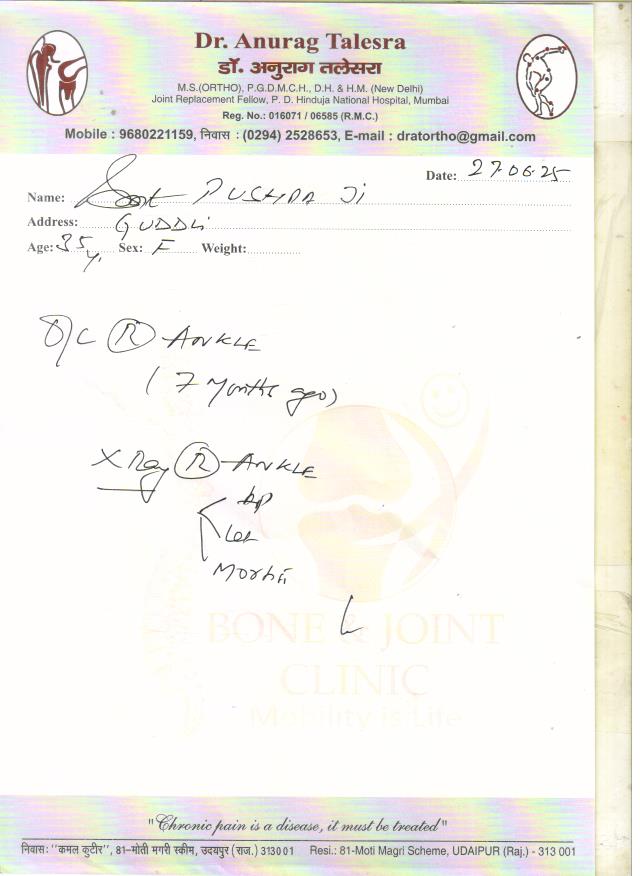 Dr. Anurag Talesra
डॉ. अनुराग तलेसरा
M.S.(ORTHO), P.G.D.M.C.H., D.H. & H.M. (New Delhi)
Joint Replacement Fellow, P. D. Hinduja National Hospital, Mumbai
Reg. No.: 016071 / 06585 (R.M.C.)
Mobile : 9680221159, निवास : (0294) 2528653, E-mail : dratortho@gmail.com
Date: 27.06.25
Name: PUSHPA Ji
Address: GUDDLi
Age: 35 y. Sex: F Weight:
R ANKLE
( 7 Months ago)
X Ray R ANKLE
Lat
BONE & JOINT
CLINIC
Mobility is Life
"Chronic pain is a disease, it must be treated"
निवास: "कमल कुटीर", 81-मोती मगरी स्कीम, उदयपुर (राज.) 313001 Resi.: 81-Moti Magri Scheme, UDAIPUR (Raj.) - 313 001